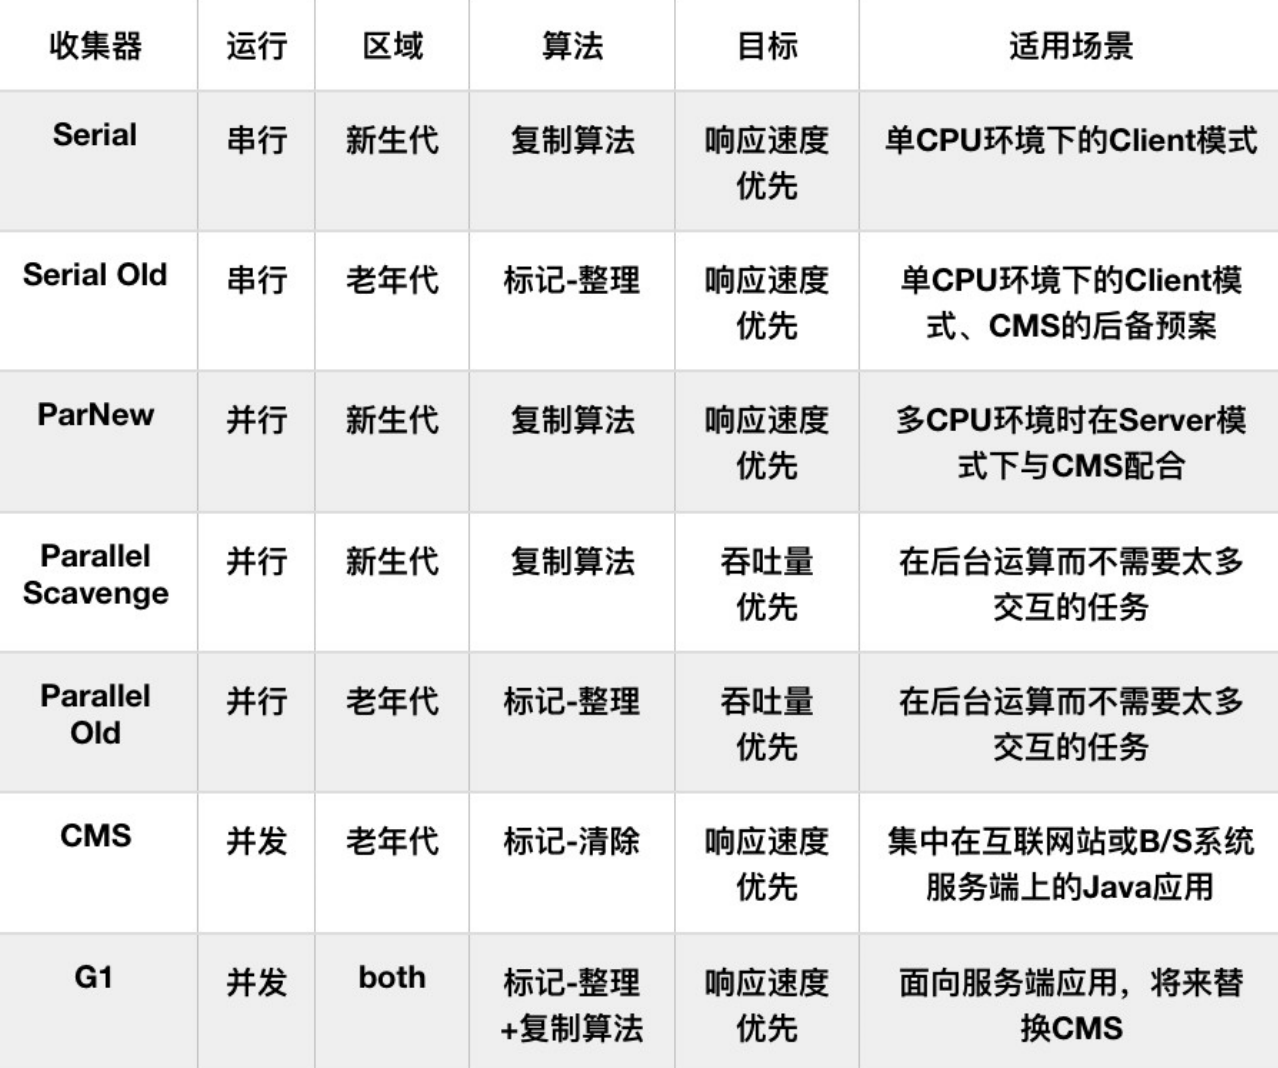 收集器 运行 区域 算法 目标 适用场景
Serial 串行 新生代 复制算法 响应速度 单CPU环境下的Client模式
优先
Serial Old 串行 老年代 标记-整理 响应速度 单CPU环境下的Client模
优先 式、CMS的后备预案
ParNew 并行 新生代 复制算法 响应速度 多CPU环境时在Server模
优先 式下与CMS配合
Parallel 并行 新生代 复制算法 吞吐量 在后台运算而不需要太多
Scavenge 优先 交互的任务
Parallel 并行 老年代 标记-整理 吞吐量 在后台运算而不需要太多
Old 优先 交互的任务
CMS 并发 老年代 标记-清除 响应速度 集中在互联网站或B/S系统
优先 服务端上的Java应用
G1 并发 both 标记-整理 响应速度 面向服务端应用，将来替
+复制算法 优先 换CMS